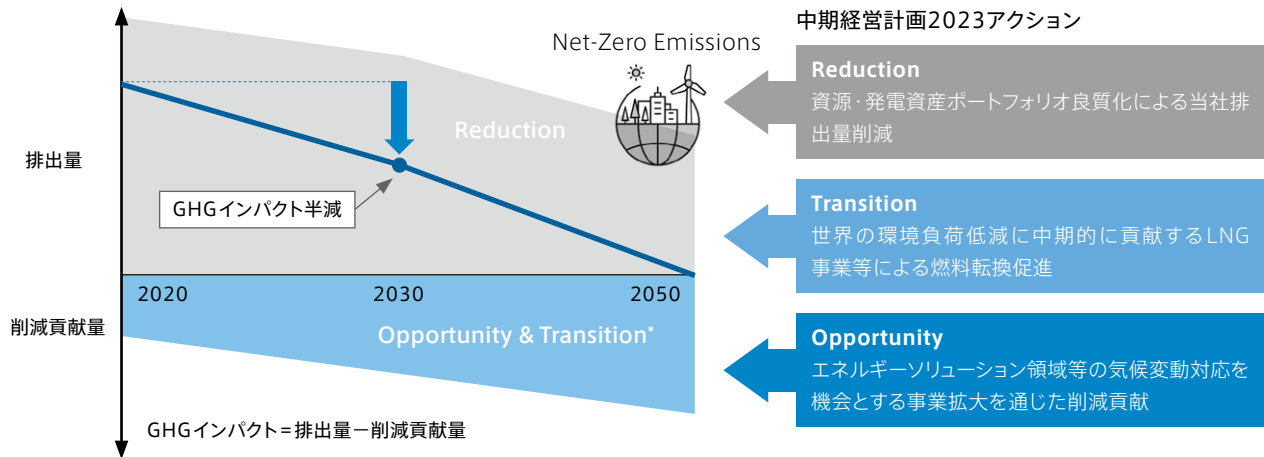 Net-Zero Emissions
Reduction
排出量
GHGインパクト半減
2020
2030
2050
削減貢献量
Opportunity & Transition*
GHGインパクト=排出量-削減貢献量
中期経営計画2023アクション
Reduction
資源・発電資産ポートフォリオ良質化による当社排
出量削減
Transition
世界の環境負荷低減に中期的に貢献するLNG
事業等による燃料転換促進
Opportunity
エネルギーソリューション領域等の気候変動対応を
機会とする事業拡大を通じた削減貢献